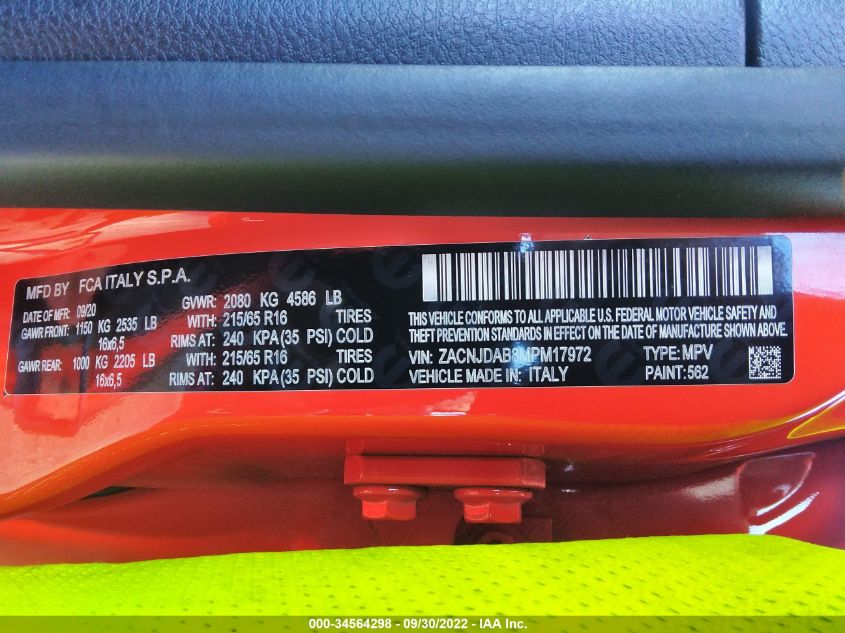 MFD BY FCA ITALY S.P.A.
DATE OF MFR: 09/20 GVWR: 2080 KG 4586 LB
GAWR FRONT: 1150 KG 2535 LB WITH: 215/65 R16 TIRES
16x6,5 RIMS AT: 240 KPA (35 PSI) COLD
GAWR REAR: 1000 KG 2205 LB WITH: 215/65 R16 TIRES
16x6,5 RIMS AT: 240 KPA (35 PSI) COLD
THIS VEHICLE CONFORMS TO ALL APPLICABLE U.S. FEDERAL MOTOR VEHICLE SAFETY AND
THEFT PREVENTION STANDARDS IN EFFECT ON THE DATE OF MANUFACTURE SHOWN ABOVE.
VIN: ZACNJDAB8MPM17972 TYPE: MPV
VEHICLE MADE IN: ITALY PAINT: 562
000-34564298 - 09/30/2022 - IAA Inc.